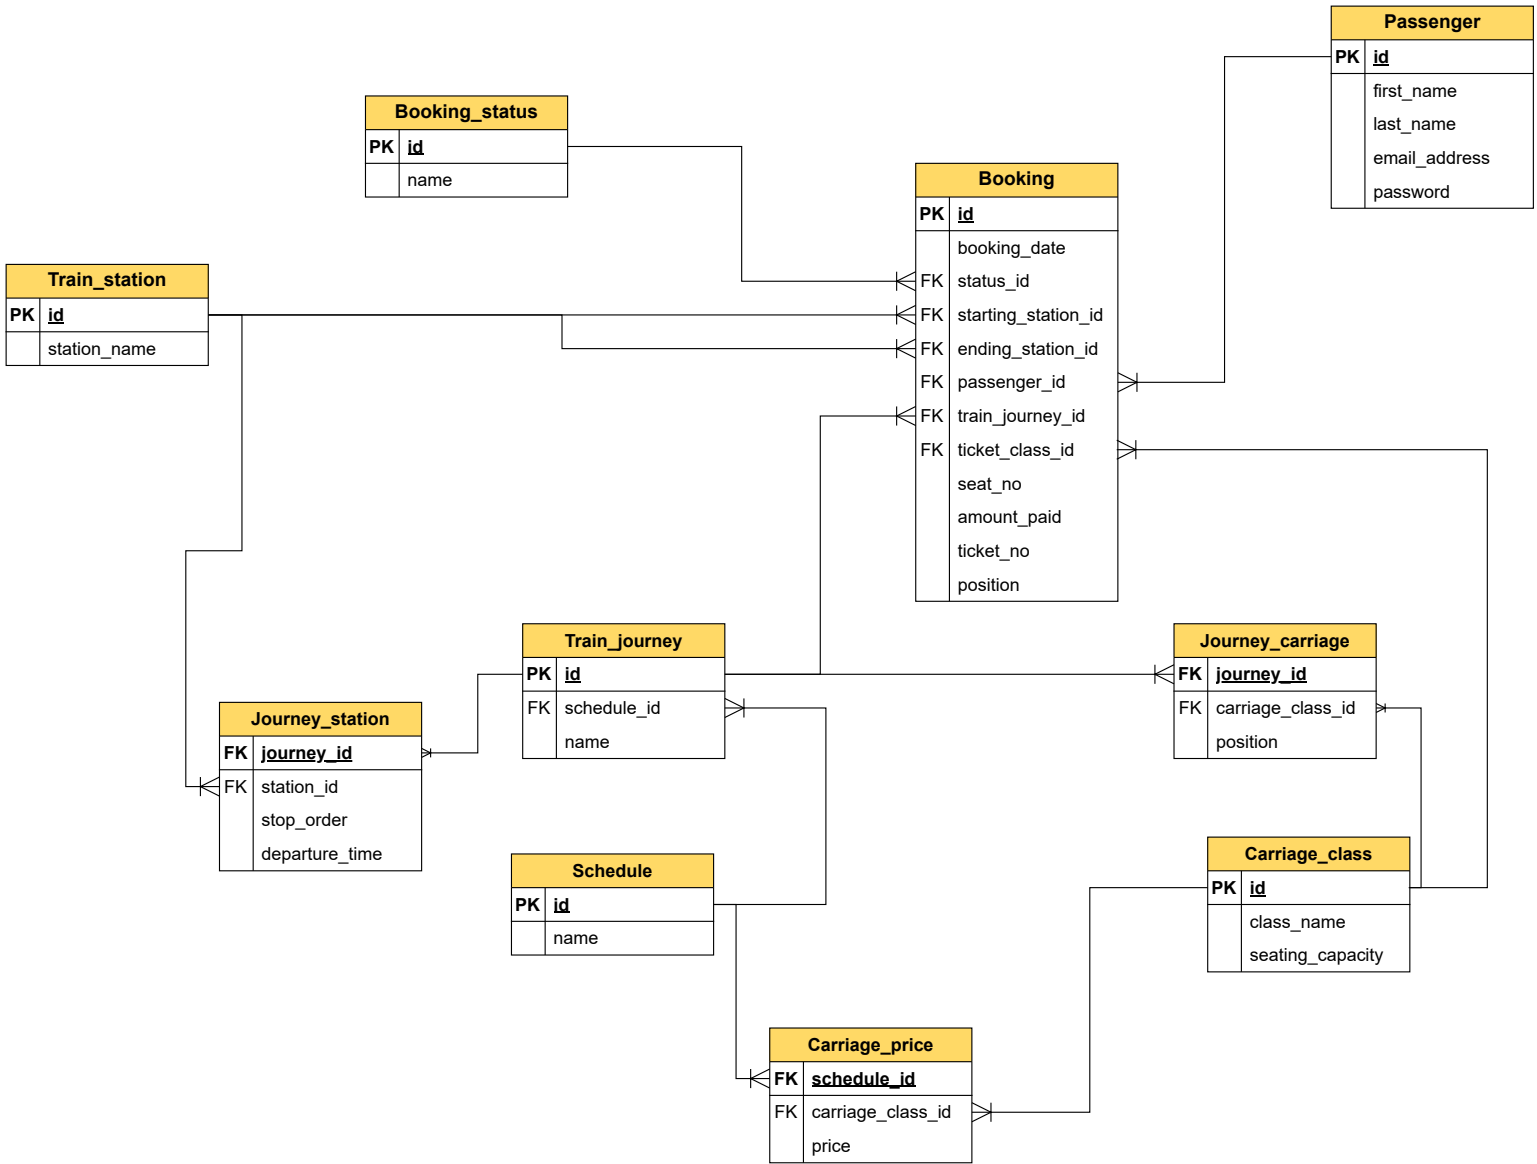 Passenger
PK id
first_name
last_name
email_address
password
Booking_status
PK id
name
Booking
PK id
booking_date
FK status_id
FK starting_station_id
FK ending_station_id
FK passenger_id
FK train_journey_id
FK ticket_class_id
seat_no
amount_paid
ticket_no
position
Train_station
PK id
station_name
Train_journey
PK id
FK schedule_id
name
Journey_carriage
FK journey_id
FK carriage_class_id
position
Journey_station
FK journey_id
FK station_id
stop_order
departure_time
Schedule
PK id
name
Carriage_class
PK id
class_name
seating_capacity
Carriage_price
FK schedule_id
FK carriage_class_id
price